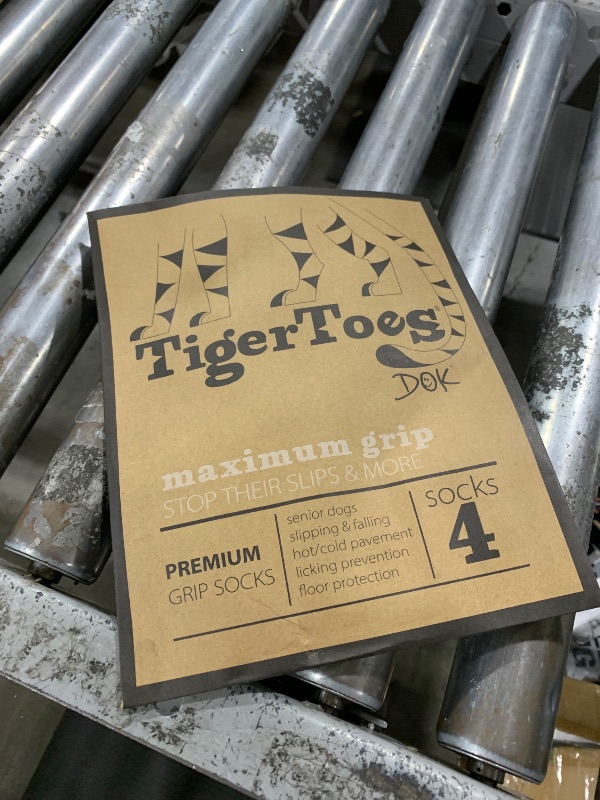 TigerToes®
DOK
maximum grip
STOP THEIR SLIPS & MORE
PREMIUM
GRIP SOCKS
senior dogs
slipping & falling
hot/cold pavement
licking prevention
floor protection
SOCKS
4